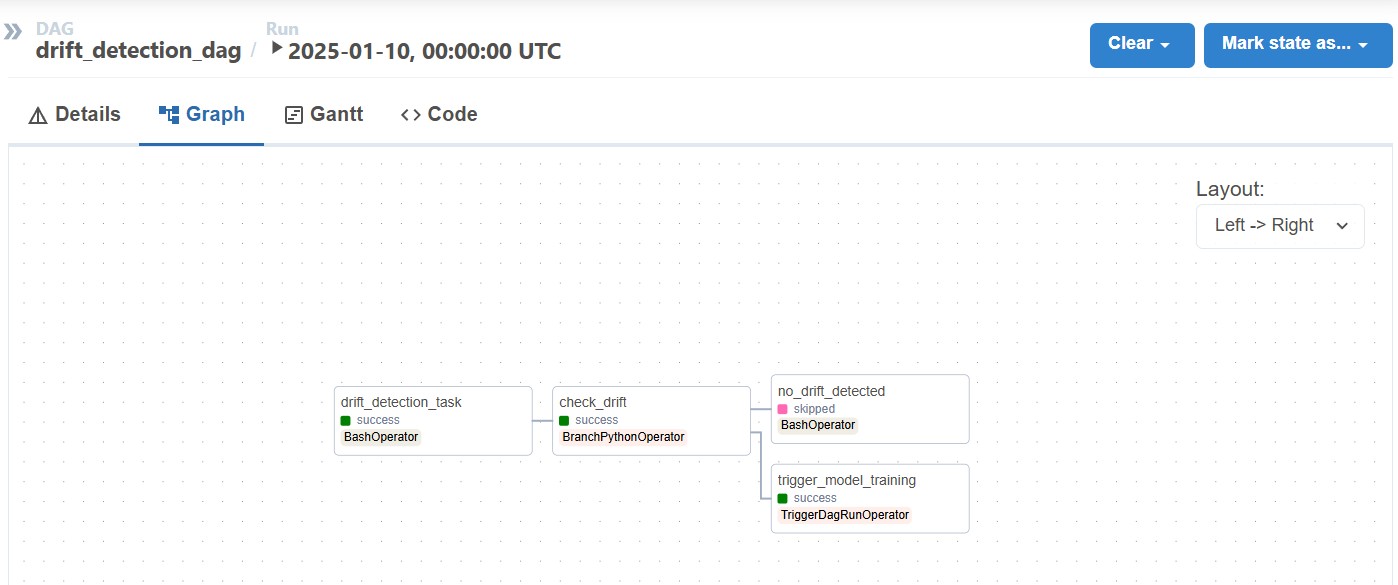 DAG
drift_detection_dag / Run
2025-01-10, 00:00:00 UTC
Clear
Mark state as...
Details
Graph
Gantt
<> Code
Layout:
Left -> Right
drift_detection_task
success
BashOperator
check_drift
success
BranchPythonOperator
no_drift_detected
skipped
BashOperator
trigger_model_training
success
TriggerDagRunOperator